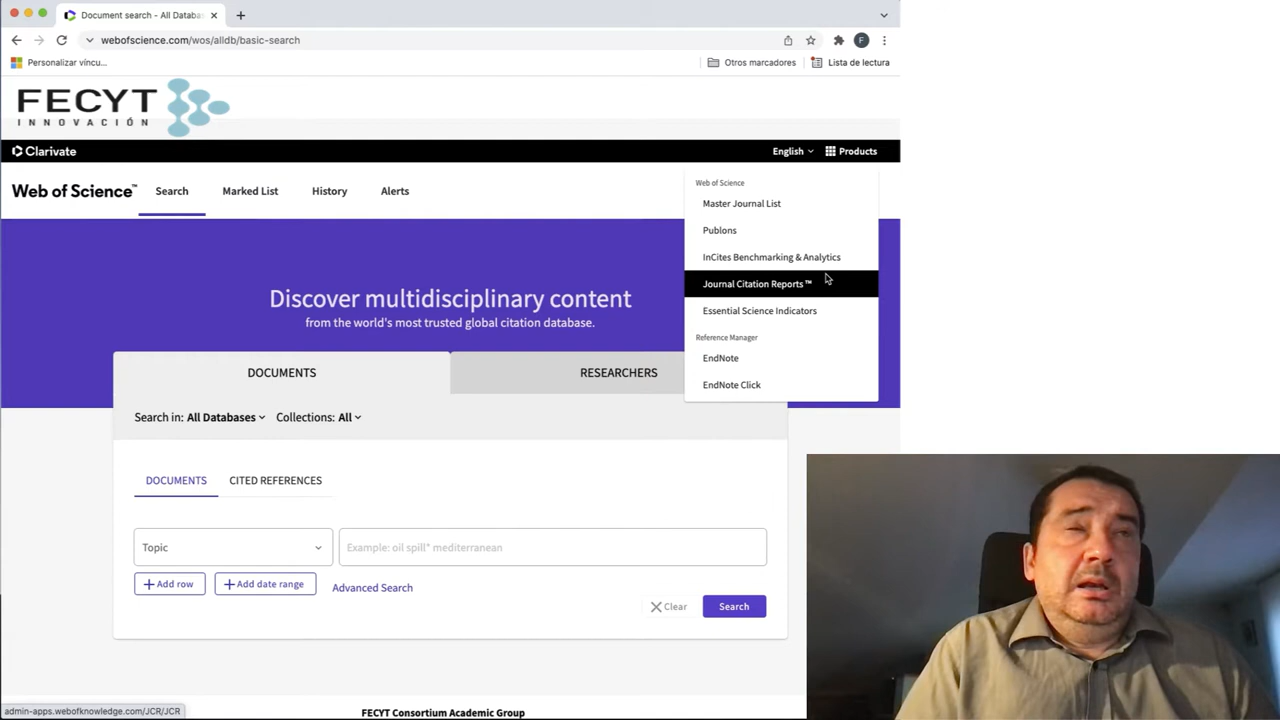 Document search - All Databas
webofscience.com/wos/alldb/basic-search
F
Personalizar víncu...
Otros marcadores
Lista de lectura
FECYT
INNOVACIÓN
Clarivate
English
Products
Web of Science™
Search
Marked List
History
Alerts
Web of Science
Master Journal List
Publons
InCites Benchmarking & Analytics
Journal Citation Reports™
Essential Science Indicators
Reference Manager
EndNote
EndNote Click
Discover multidisciplinary content
from the world's most trusted global citation database.
DOCUMENTS
RESEARCHERS
Search in: All Databases
Collections: All
DOCUMENTS
CITED REFERENCES
Topic
Example: oil spill* mediterranean
+ Add row
+ Add date range
Advanced Search
Clear
Search
admin-apps.webofknowledge.com/JCR/JCR
FECYT Consortium Academic Group